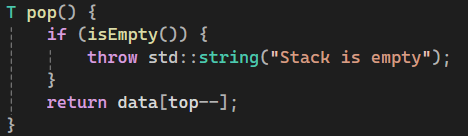 T pop() {
    if (isEmpty()) {
        throw std::string("Stack is empty");
    }
    return data[top--];
}